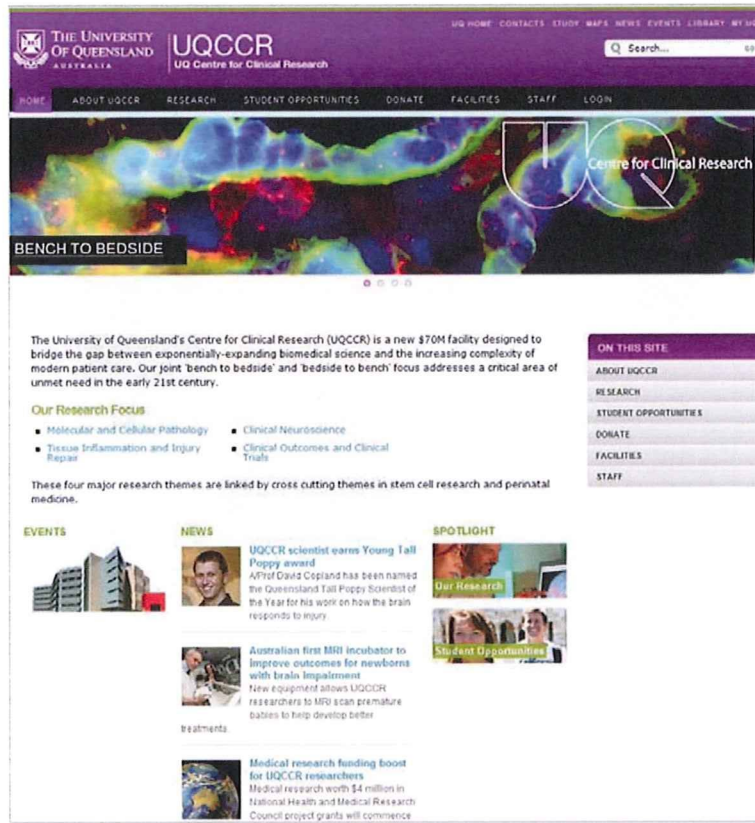 UQ HOME CONTACTS STUDY MAPS NEWS EVENTS LIBRARY
THE UNIVERSITY
OF QUEENSLAND
AUSTRALIA
UQCCR
UQ Centre for Clinical Research
Search...
HOME ABOUT UQCCR RESEARCH STUDENT OPPORTUNITIES DONATE FACILITIES STAFF LOGIN
UQ
Centre for Clinical Research
BENCH TO BEDSIDE
The University of Queensland's Centre for Clinical Research (UQCCR) is a new $70M facility designed to
bridge the gap between exponentially-expanding biomedical science and the increasing complexity of
modern patient care. Our joint 'bench to bedside' and 'bedside to bench' focus addresses a critical area of
unmet need in the early 21st century.
Our Research Focus
Molecular and Cellular Pathology
Tissue Inflammation and Injury
Repair
Clinical Neuroscience
Clinical Outcomes and Clinical
Trials
These four major research themes are linked by cross cutting themes in stem cell research and perinatal
medicine.
ON THIS SITE
ABOUT UQCCR
RESEARCH
STUDENT OPPORTUNITIES
DONATE
FACILITIES
STAFF
EVENTS
NEWS
UQCCR scientist earns Young Tall
Poppy award
A/Prof David Copland has been named
the Queensland Tall Poppy Scientist of
the Year for his work on how the brain
responds to injury.
Australian first MRI incubator to
improve outcomes for newborns
with brain impairment
New equipment allows UQCCR
researchers to MRI scan premature
babies to help develop better
treatments
Medical research funding boost
for UQCCR researchers
Medical research worth $4 million in
National Health and Medical Research
Council project grants will commence
SPOTLIGHT
Our Research
Student Opportunities